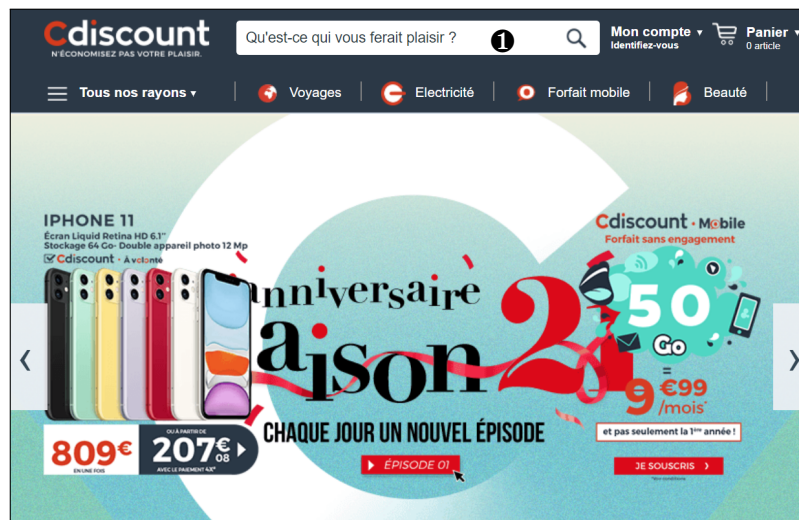 Cdiscount
N'ÉCONOMISEZ PAS VOTRE PLAISIR.
Qu'est-ce qui vous ferait plaisir ?
1
Mon compte
Identifiez-vous
Panier
0 article
Tous nos rayons
Voyages
Electricité
Forfait mobile
Beauté
IPHONE 11
Écran Liquid Retina HD 6.1"
Stockage 64 Go- Double appareil photo 12 Mp
Cdiscount · À volonté
809€
EN UNE FOIS
OU À PARTIR DE
207€08
AVEC LE PAIEMENT 4X*
anniversaire
aison 21
CHAQUE JOUR UN NOUVEL ÉPISODE
ÉPISODE 01
Cdiscount · Mobile
Forfait sans engagement
50
Go
=
9€99
/mois*
et pas seulement la 1ère année !
JE SOUSCRIS